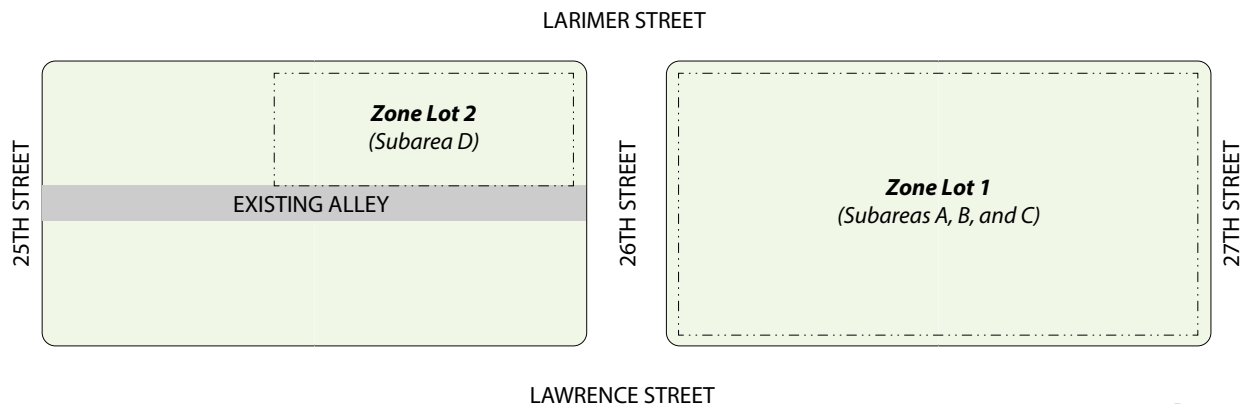 LARIMER STREET
25TH STREET
Zone Lot 2
(Subarea D)
EXISTING ALLEY
26TH STREET
Zone Lot 1
(Subareas A, B, and C)
27TH STREET
LAWRENCE STREET